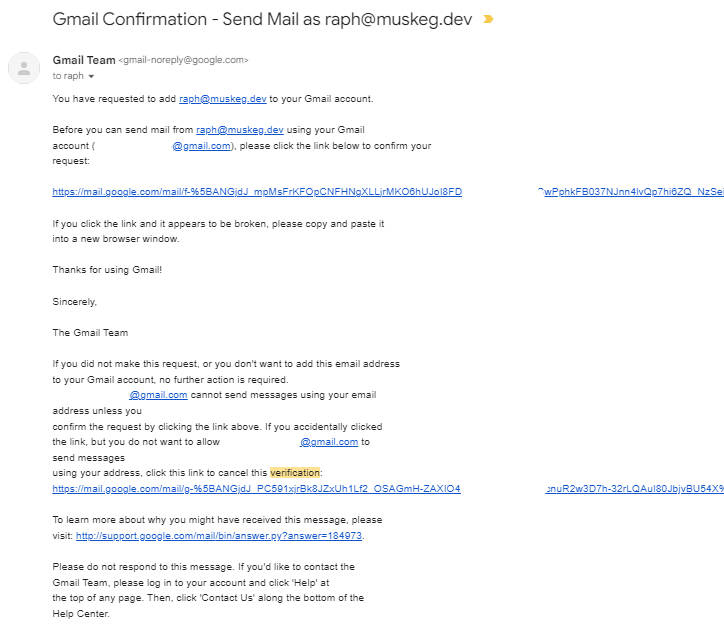 Gmail Confirmation - Send Mail as raph@muskeg.dev
Gmail Team <gmail-noreply@google.com>
to raph
You have requested to add raph@muskeg.dev to your Gmail account.
Before you can send mail from raph@muskeg.dev using your Gmail
account ( @gmail.com), please click the link below to confirm your
request:
https://mail.google.com/mail/f-%5BANGjdJ_mpMsFrKFOpCNFHNgXLLjrMKO6hUJoI8FD wPphkFB037NJnn4lvQp7hi6ZQ_NzSei
If you click the link and it appears to be broken, please copy and paste it
into a new browser window.
Thanks for using Gmail!
Sincerely,
The Gmail Team
If you did not make this request, or you don't want to add this email address
to your Gmail account, no further action is required.
@gmail.com cannot send messages using your email
address unless you
confirm the request by clicking the link above. If you accidentally clicked
the link, but you do not want to allow @gmail.com to
send messages
using your address, click this link to cancel this verification:
https://mail.google.com/mail/g-%5BANGjdJ_PC591xjrBk8JZxUh1Lf2_OSAGmH-ZAXIO4 nuR2w3D7h-32rLQAuI80JbjvBU54X%
To learn more about why you might have received this message, please
visit: http://support.google.com/mail/bin/answer.py?answer=184973.
Please do not respond to this message. If you'd like to contact the
Gmail Team, please log in to your account and click 'Help' at
the top of any page. Then, click 'Contact Us' along the bottom of the
Help Center.